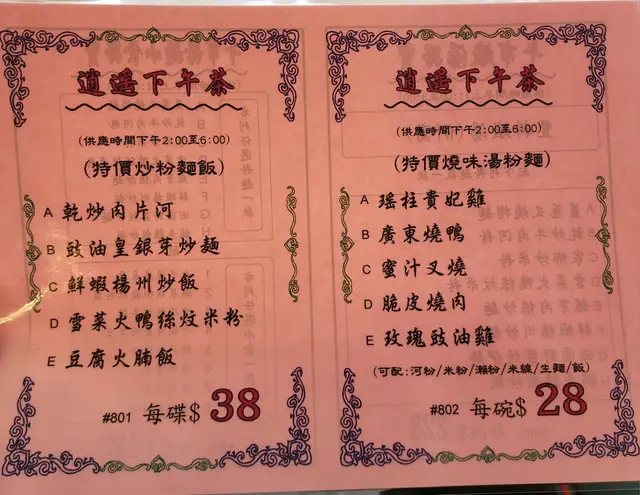 逍遥下午茶
(供應時間下午2:00至6:00)
(特價炒粉麵飯)
A 乾炒肉片河
B 豉油皇銀芽炒麵
C 鮮蝦揚州炒飯
D 雪菜火鴨絲炆米粉
E 豆腐火腩飯
#801 每碟$ 38
逍遥下午茶
(供應時間下午2:00至6:00)
(特價燒味湯粉麵)
A 瑤柱貴妃雞
B 廣東燒鴨
C 蜜汁叉燒
D 脆皮燒肉
E 玫瑰豉油雞
(可配:河粉/米粉/瀨粉/米線/生麵/飯)
#802 每碗$ 28